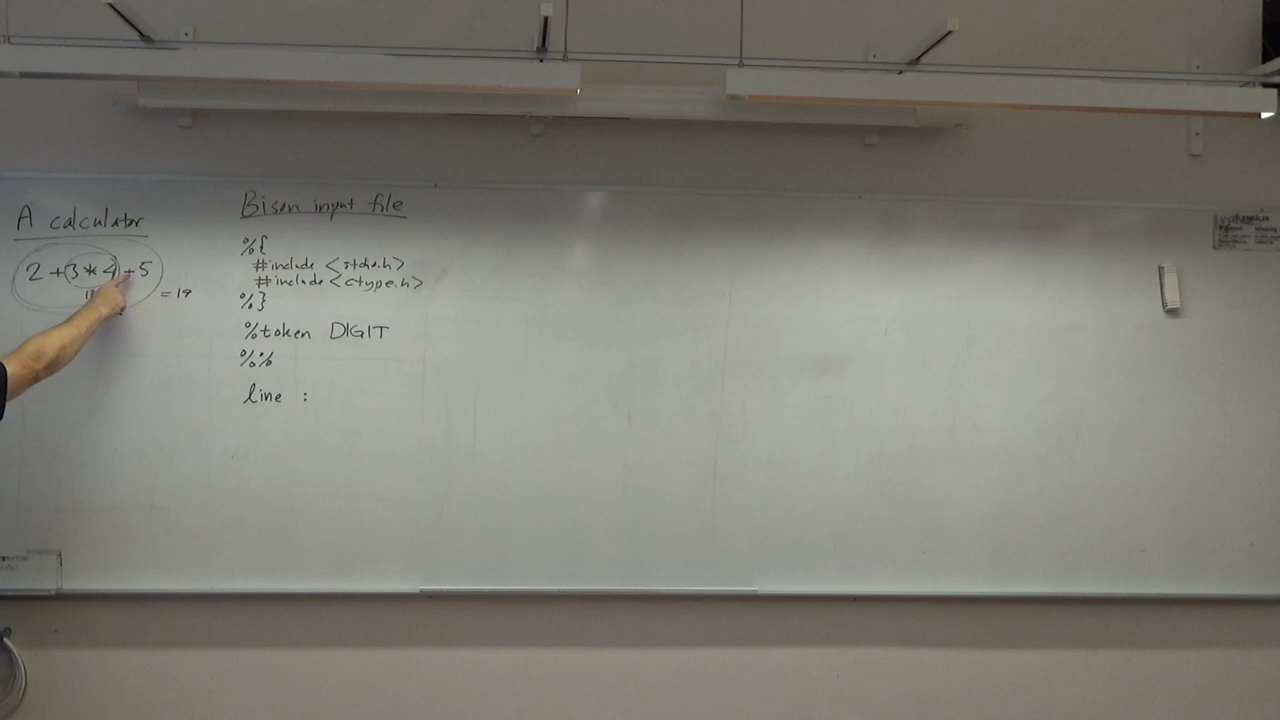 A calculator
2 + (3 * 4) + 5
= 19
Bison input file
%{
#include <stdio.h>
#include <ctype.h>
%}
%token DIGIT
%%
line :